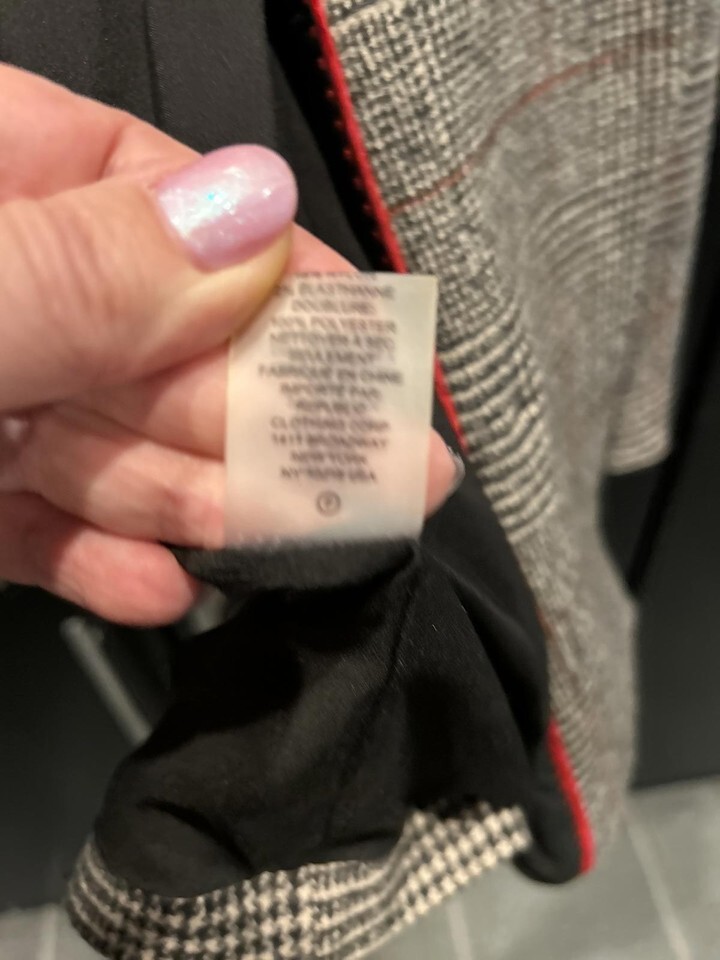 % ELASTHANNE
DOUBLURE:
100% POLYESTER
NETTOYER À SEC
SEULEMENT
FABRIQUÉ EN CHINE
IMPORTÉ PAR:
REPUBLIC
CLOTHING CORP.
1411 BROADWAY
NEW YORK
NY 10018 USA